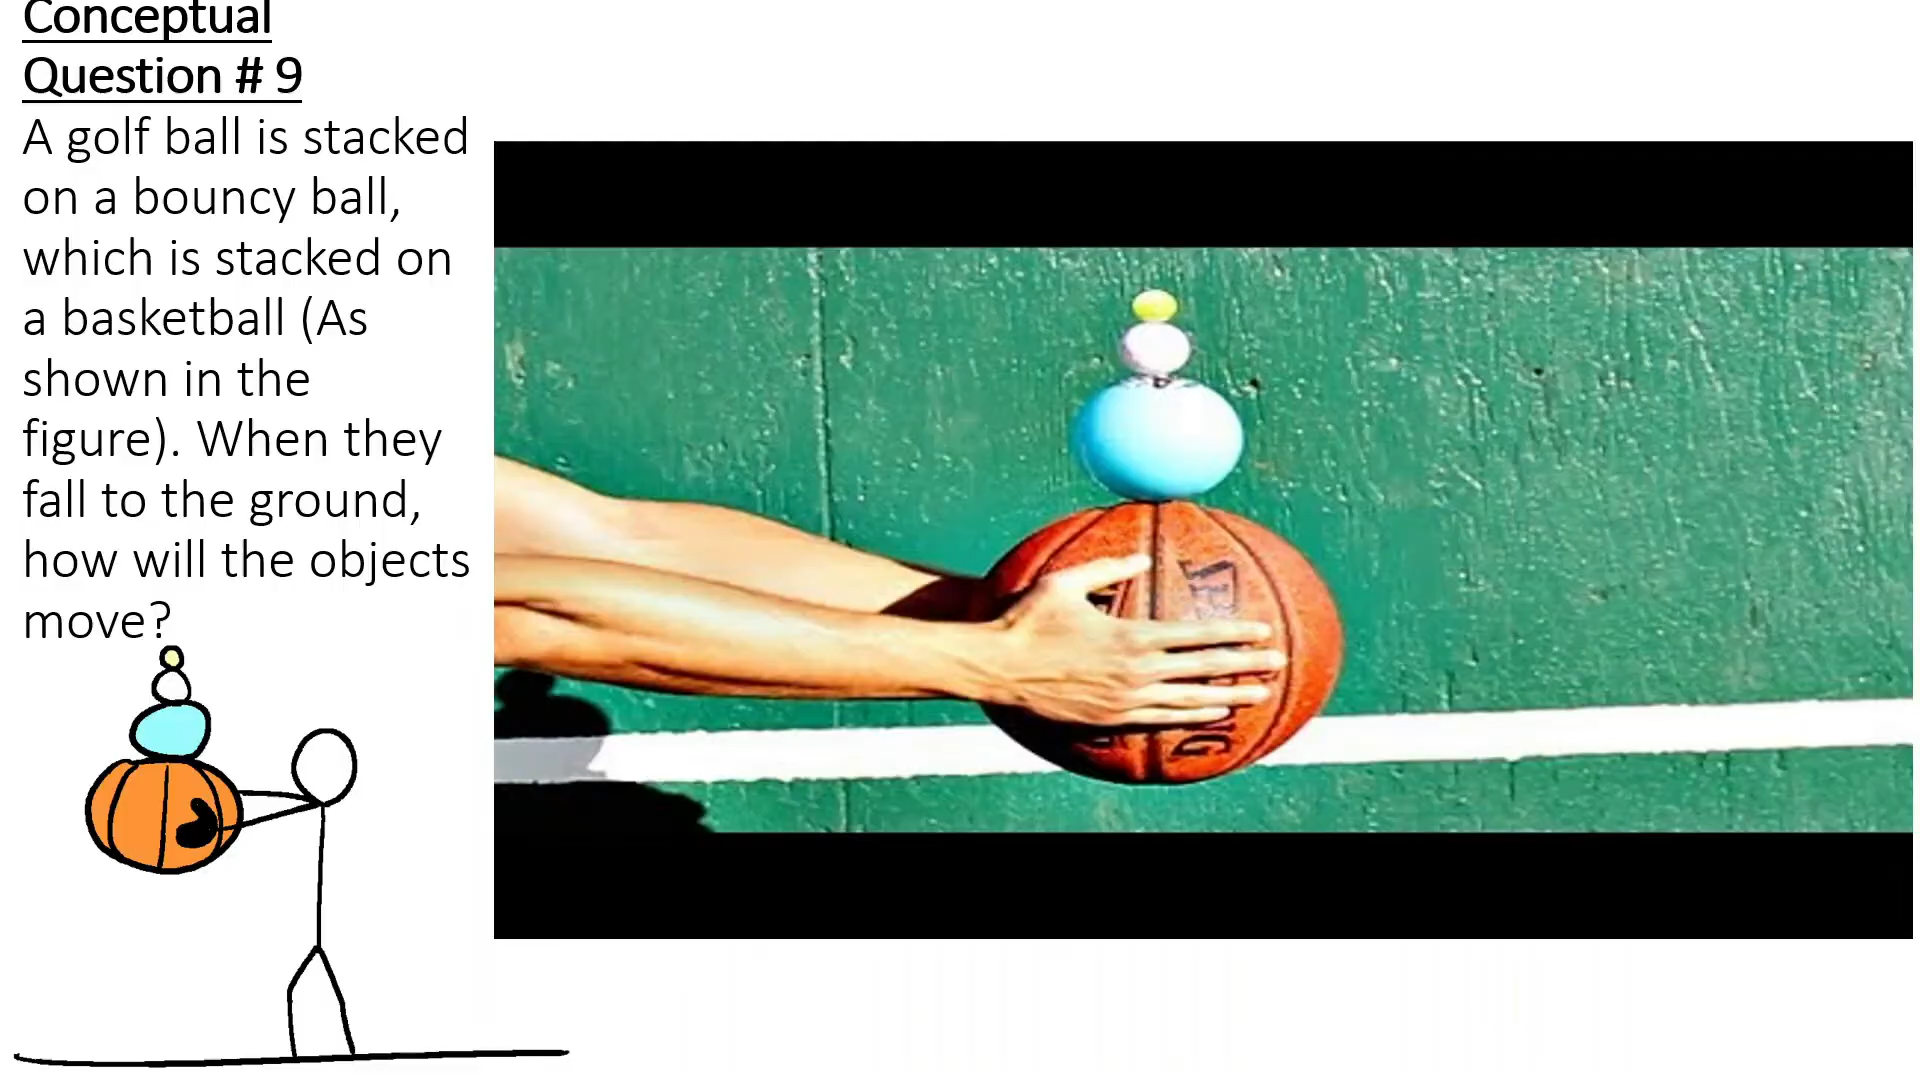 Conceptual
Question # 9
A golf ball is stacked
on a bouncy ball,
which is stacked on
a basketball (As
shown in the
figure). When they
fall to the ground,
how will the objects
move?